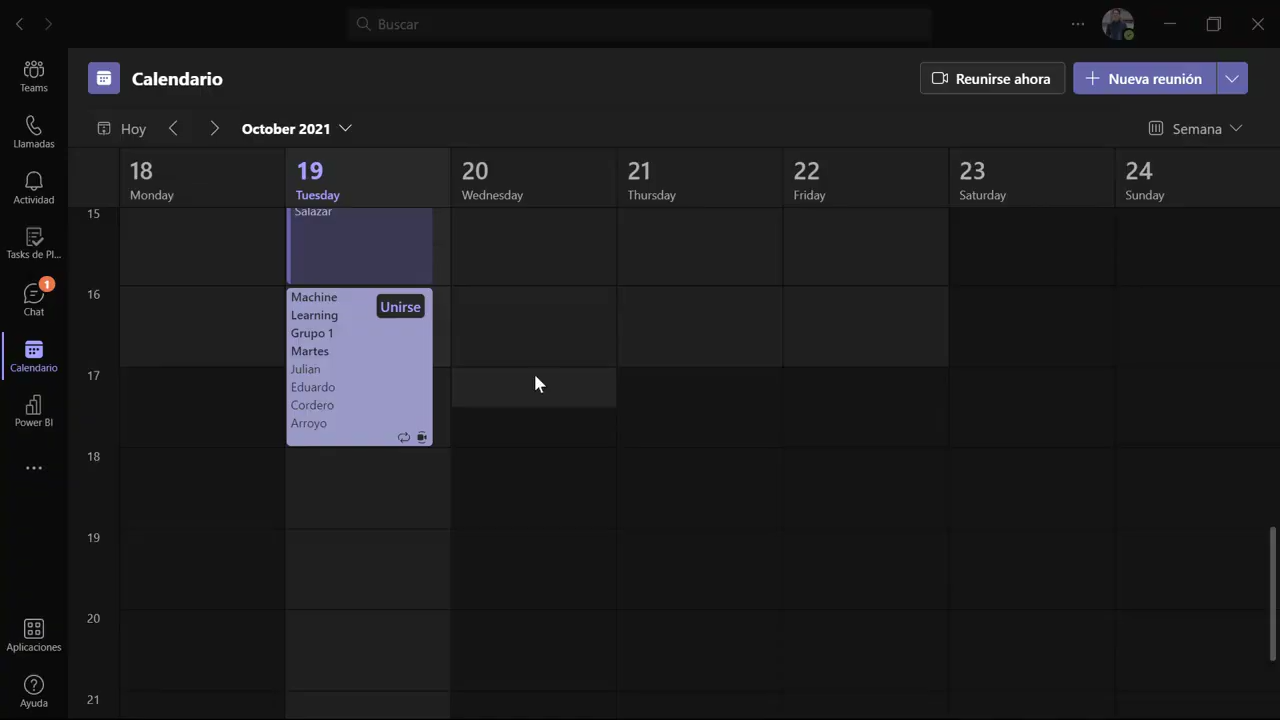 Buscar
Teams
Llamadas
Actividad
Tasks de Pl...
1
Chat
Calendario
Power BI
Aplicaciones
Ayuda
Calendario
Reunirse ahora
Nueva reunión
Hoy
October 2021
Semana
18
Monday
19
Tuesday
20
Wednesday
21
Thursday
22
Friday
23
Saturday
24
Sunday
15
16
17
18
19
20
21
Salazar
Machine
Learning
Grupo 1
Martes
Julian
Eduardo
Cordero
Arroyo
Unirse